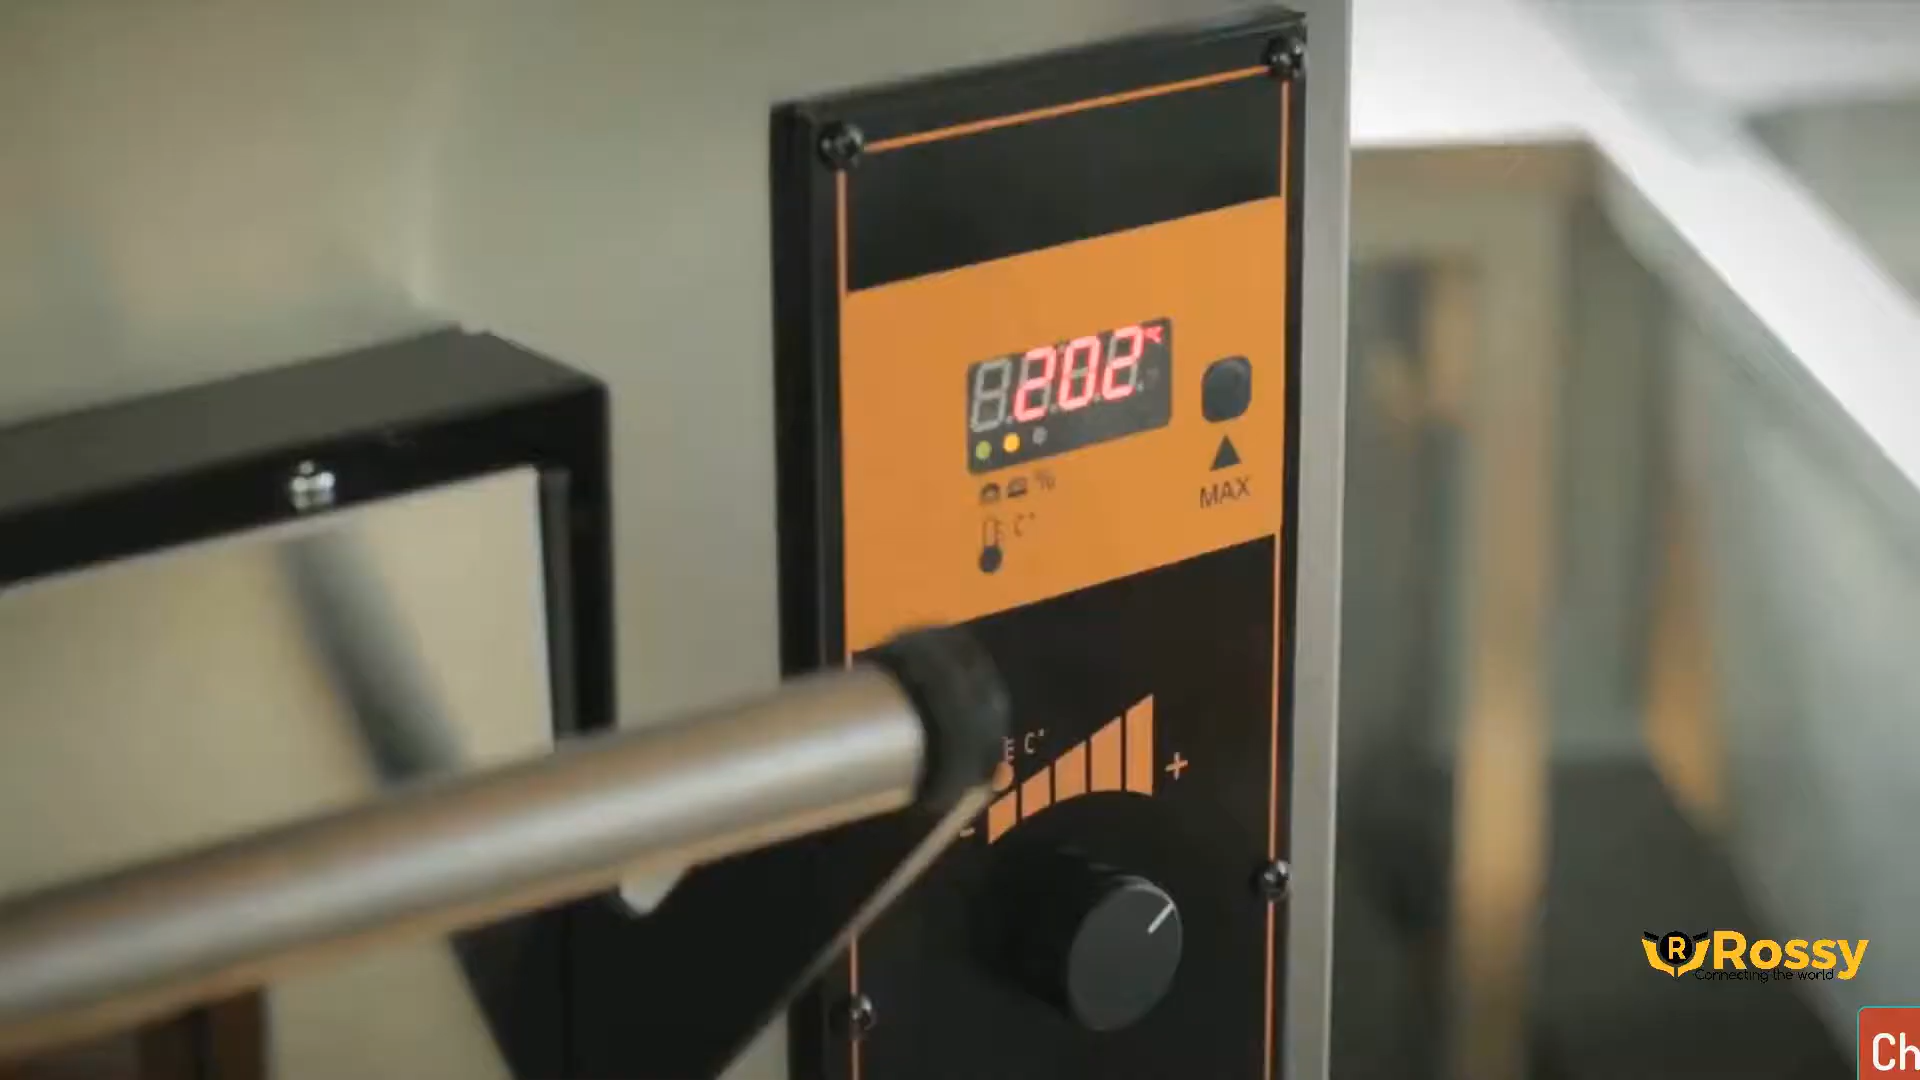 202
%
C°
MAX
C°
+
-
R
Rossy
Connecting the world
Ch